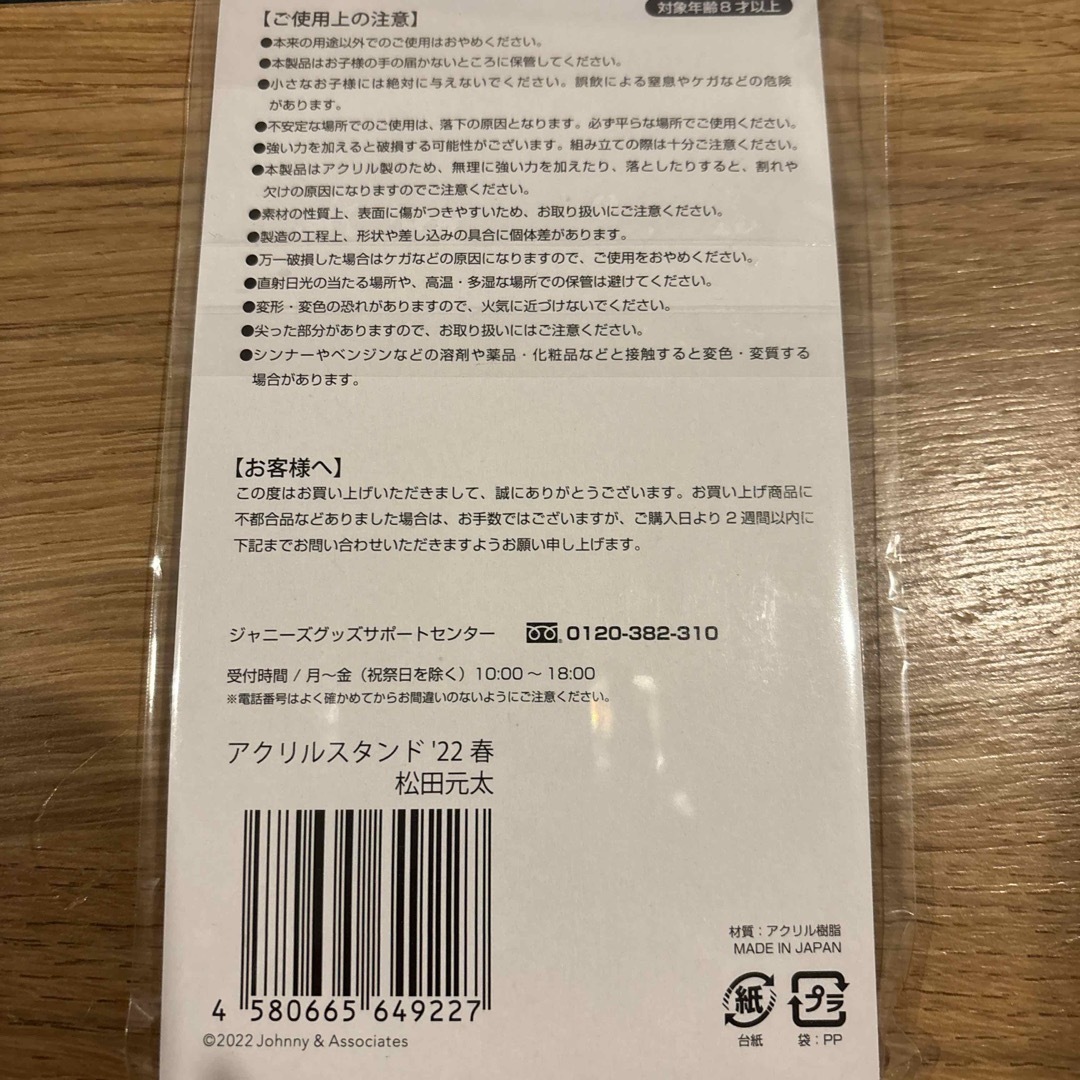 対象年齢8才以上
【ご使用上の注意】
●本来の用途以外でのご使用はおやめください。
●本製品はお子様の手の届かないところに保管してください。
●小さなお子様には絶対に与えないでください。誤飲による窒息やケガなどの危険
があります。
●不安定な場所でのご使用は、落下の原因となります。必ず平らな場所でご使用ください。
●強い力を加えると破損する可能性がございます。組み立ての際は十分ご注意ください。
●本製品はアクリル製のため、無理に強い力を加えたり、落としたりすると、割れや
欠けの原因になりますのでご注意ください。
●素材の性質上、表面に傷がつきやすいため、お取り扱いにご注意ください。
●製造の工程上、形状や差し込みの具合に個体差があります。
●万一破損した場合はケガなどの原因になりますので、ご使用をおやめください。
●直射日光の当たる場所や、高温・多湿な場所での保管は避けてください。
●変形・変色の恐れがありますので、火気に近づけないでください。
●尖った部分がありますので、お取り扱いにはご注意ください。
●シンナーやベンジンなどの溶剤や薬品・化粧品などと接触すると変色・変質する
場合があります。
【お客様へ】
この度はお買い上げいただきまして、誠にありがとうございます。お買い上げ商品に
不都合品などありました場合は、お手数ではございますが、ご購入日より2週間以内に
下記までお問い合わせいただきますようお願い申し上げます。
ジャニーズグッズサポートセンター 0120-382-310
受付時間 / 月〜金（祝祭日を除く）10:00 〜 18:00
※電話番号はよく確かめてからお間違いのないようにご注意ください。
アクリルスタンド '22 春
松田元太
4 580665 649227
©2022 Johnny & Associates
材質：アクリル樹脂
MADE IN JAPAN
紙 プラ
台紙 袋：PP